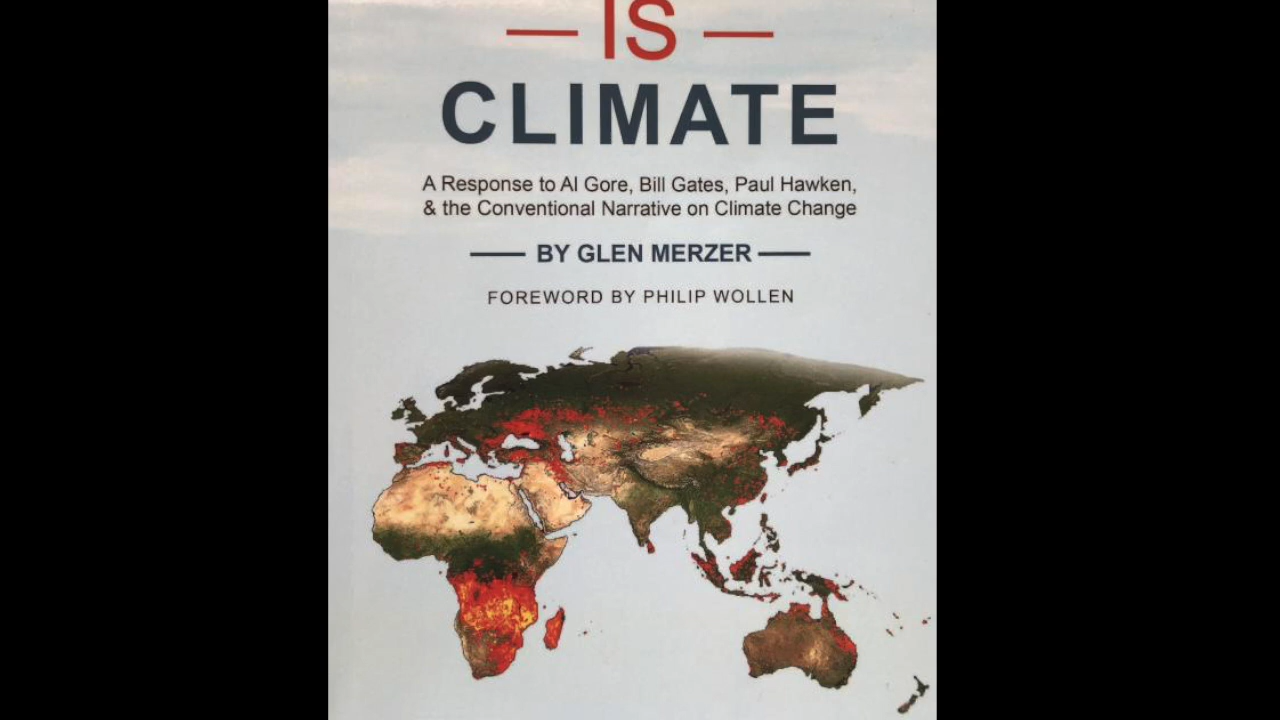 IS
CLIMATE
A Response to Al Gore, Bill Gates, Paul Hawken,
& the Conventional Narrative on Climate Change
BY GLEN MERZER
FOREWORD BY PHILIP WOLLEN